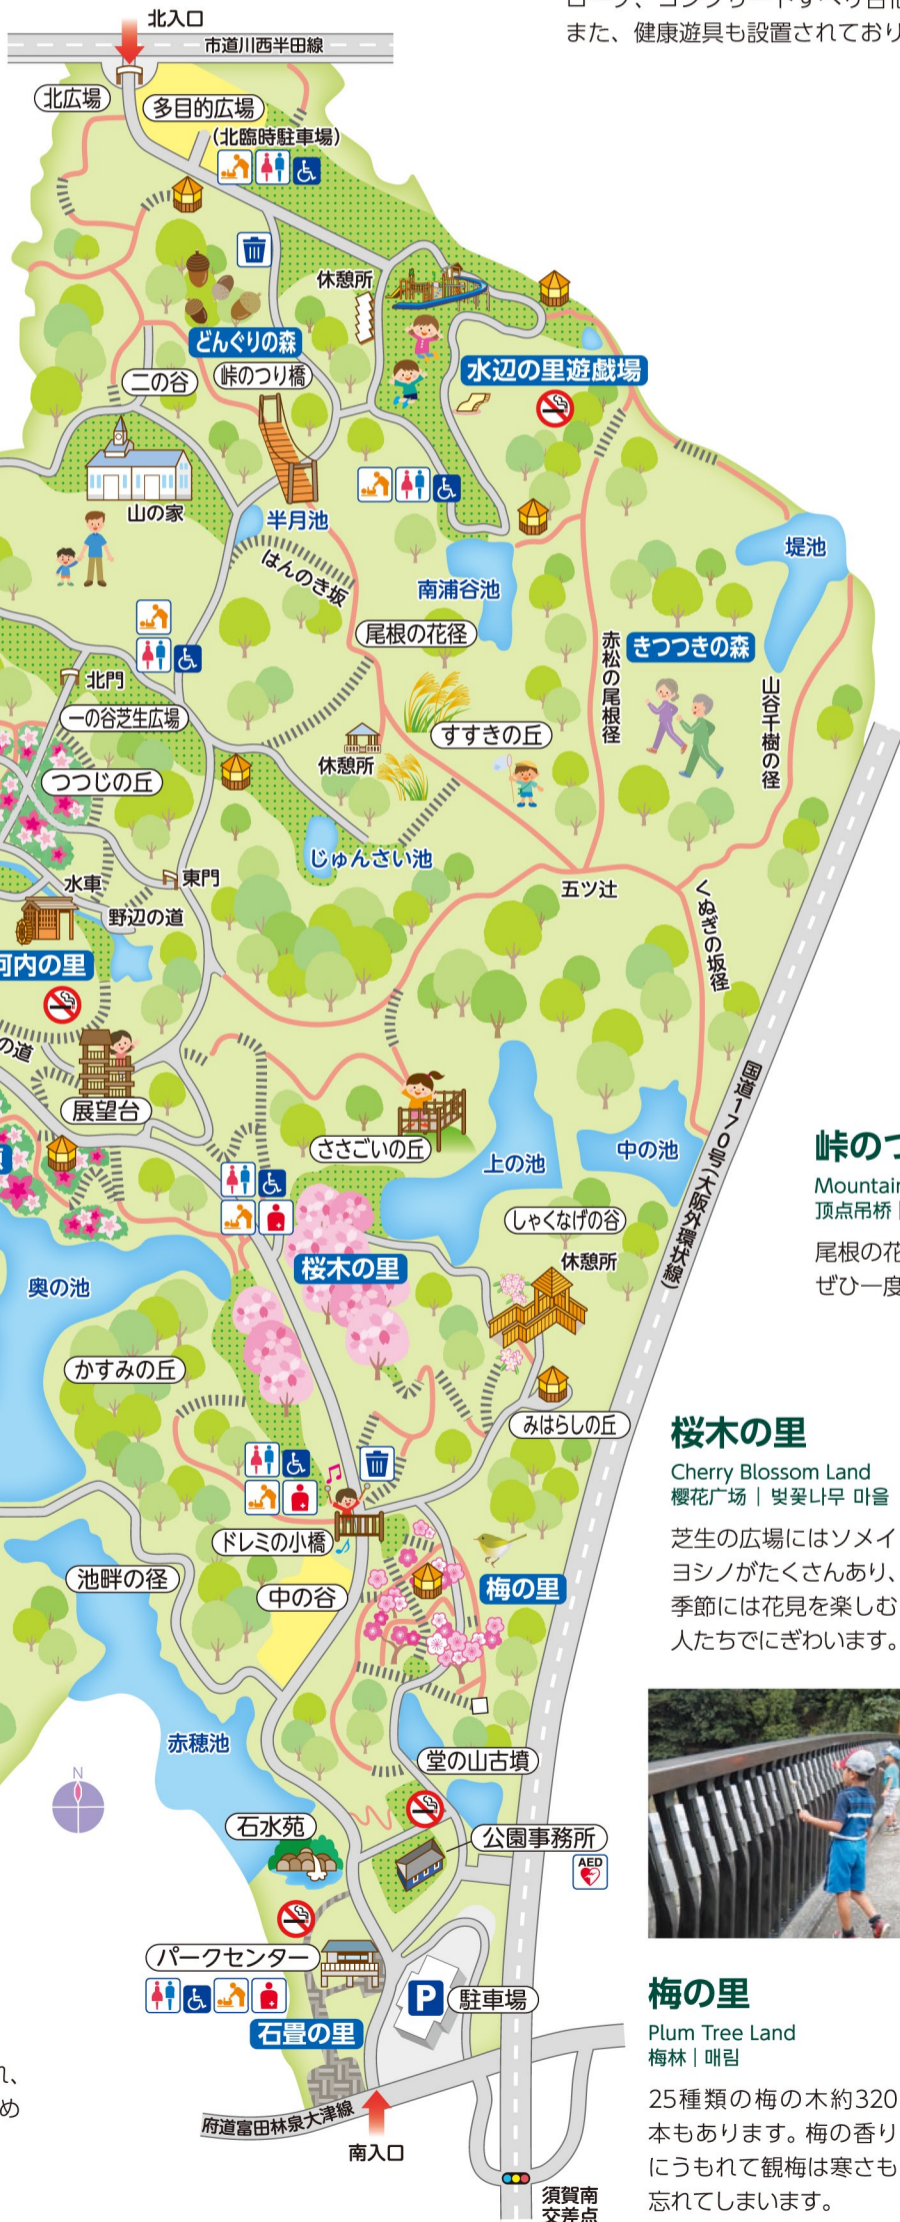 ロープ、コンクリートすべり台
また、健康遊具も設置されており
北入口
市道川西半田線
北広場
多目的広場
(北臨時駐車場)
休憩所
どんぐりの森
水辺の里遊戯場
二の谷
峠のつり橋
山の家
半月池
はんのき坂
堤池
南浦谷池
尾根の花径
赤松の尾根径
きつつきの森
北門
一の谷芝生広場
山谷千樹の径
すすきの丘
休憩所
つつじの丘
じゅんさい池
水車
東門
五ツ辻
野辺の道
くぬぎの坂径
河内の里
の道
展望台
国道170号(大阪外環状線)
ささごいの丘
上の池
中の池
しゃくなげの谷
休憩所
桜木の里
奥の池
かすみの丘
みはらしの丘
ドレミの小橋
池畔の径
中の谷
梅の里
赤穂池
N
堂の山古墳
石水苑
公園事務所
AED
パークセンター
P
駐車場
石畳の里
府道富田林泉大津線
南入口
須賀南
交差点
れ、
め
峠のつ
Mountain
顶点吊桥 |
尾根の花
ぜひ一度
桜木の里
Cherry Blossom Land
樱花广场 | 벚꽃나무 마을
芝生の広場にはソメイ
ヨシノがたくさんあり、
季節には花見を楽しむ
人たちでにぎわいます。
梅の里
Plum Tree Land
梅林 | 매림
25種類の梅の木約320
本もあります。梅の香り
にうもれて観梅は寒さも
忘れてしまいます。